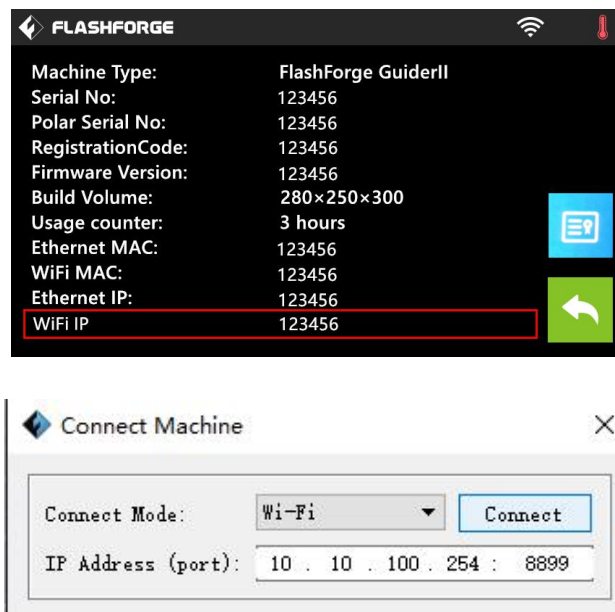 FLASHFORGE
Machine Type: FlashForge GuiderII
Serial No: 123456
Polar Serial No: 123456
RegistrationCode: 123456
Firmware Version: 123456
Build Volume: 280×250×300
Usage counter: 3 hours
Ethernet MAC: 123456
WiFi MAC: 123456
Ethernet IP: 123456
WiFi IP 123456
Connect Machine
Connect Mode: Wi-Fi Connect
IP Address (port): 10 . 10 . 100 . 254 : 8899